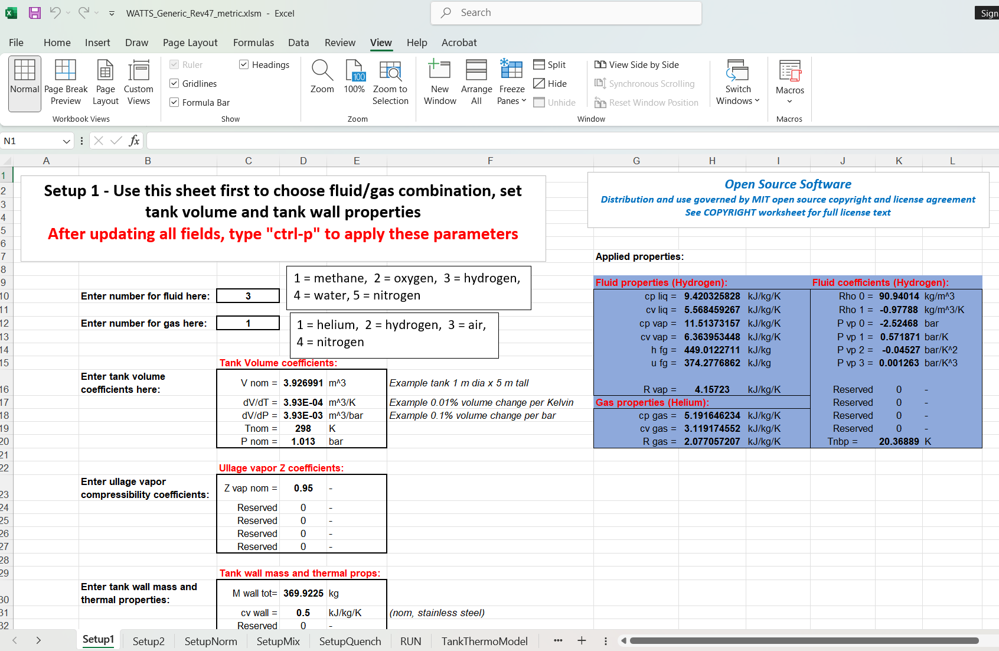 WATTS_Generic_Rev47_metric.xlsm - Excel
Search
Sign
File Home Insert Draw Page Layout Formulas Data Review View Help Acrobat
Normal
Page Break Preview
Page Layout
Custom Views
Workbook Views
Ruler
Headings
Gridlines
Formula Bar
Show
Zoom
100
100%
Zoom to Selection
Zoom
New Window
Arrange All
Freeze Panes
Split
Hide
Unhide
View Side by Side
Synchronous Scrolling
Reset Window Position
Window
Switch Windows
Macros
Macros
N1
fx
A B C D E F G H I J K L
1
2
3
4
5
6
7
8
9
10
11
12
13
14
15
16
17
18
19
20
21
22
23
24
25
26
27
28
29
30
31
32
Setup 1 - Use this sheet first to choose fluid/gas combination, set
tank volume and tank wall properties
After updating all fields, type "ctrl-p" to apply these parameters
Open Source Software
Distribution and use governed by MIT open source copyright and license agreement
See COPYRIGHT worksheet for full license text
Enter number for fluid here: 3
1 = methane, 2 = oxygen, 3 = hydrogen,
4 = water, 5 = nitrogen
Enter number for gas here: 1
1 = helium, 2 = hydrogen, 3 = air,
4 = nitrogen
Tank Volume coefficients:
Enter tank volume
coefficients here:
V nom = 3.926991 m^3 Example tank 1 m dia x 5 m tall
dV/dT = 3.93E-04 m^3/K Example 0.01% volume change per Kelvin
dV/dP = 3.93E-03 m^3/bar Example 0.1% volume change per bar
Tnom = 298 K
P nom = 1.013 bar
Ullage vapor Z coefficients:
Enter ullage vapor
compressibility coefficients:
Z vap nom = 0.95 -
Reserved 0 -
Reserved 0 -
Reserved 0 -
Reserved 0 -
Tank wall mass and thermal props:
Enter tank wall mass and
thermal properties:
M wall tot= 369.9225 kg
cv wall = 0.5 kJ/kg/K (nom, stainless steel)
Reserved 0 -
Applied properties:
Fluid properties (Hydrogen):
cp liq = 9.420325828 kJ/kg/K
cv liq = 5.568459267 kJ/kg/K
cp vap = 11.51373157 kJ/kg/K
cv vap = 6.363953448 kJ/kg/K
h fg = 449.0122711 kJ/kg
u fg = 374.2776862 kJ/kg
R vap = 4.15723 kJ/kg/K
Gas properties (Helium):
cp gas = 5.191646234 kJ/kg/K
cv gas = 3.119174552 kJ/kg/K
R gas = 2.077057207 kJ/kg/K
Fluid coefficients (Hydrogen):
Rho 0 = 90.94014 kg/m^3
Rho 1 = -0.97788 kg/m^3/K
P vp 0 = -2.52468 bar
P vp 1 = 0.571871 bar/K
P vp 2 = -0.04527 bar/K^2
P vp 3 = 0.001263 bar/K^3
Reserved 0 -
Reserved 0 -
Reserved 0 -
Reserved 0 -
Tnbp = 20.36889 K
Setup1 Setup2 SetupNorm SetupMix SetupQuench RUN TankThermoModel